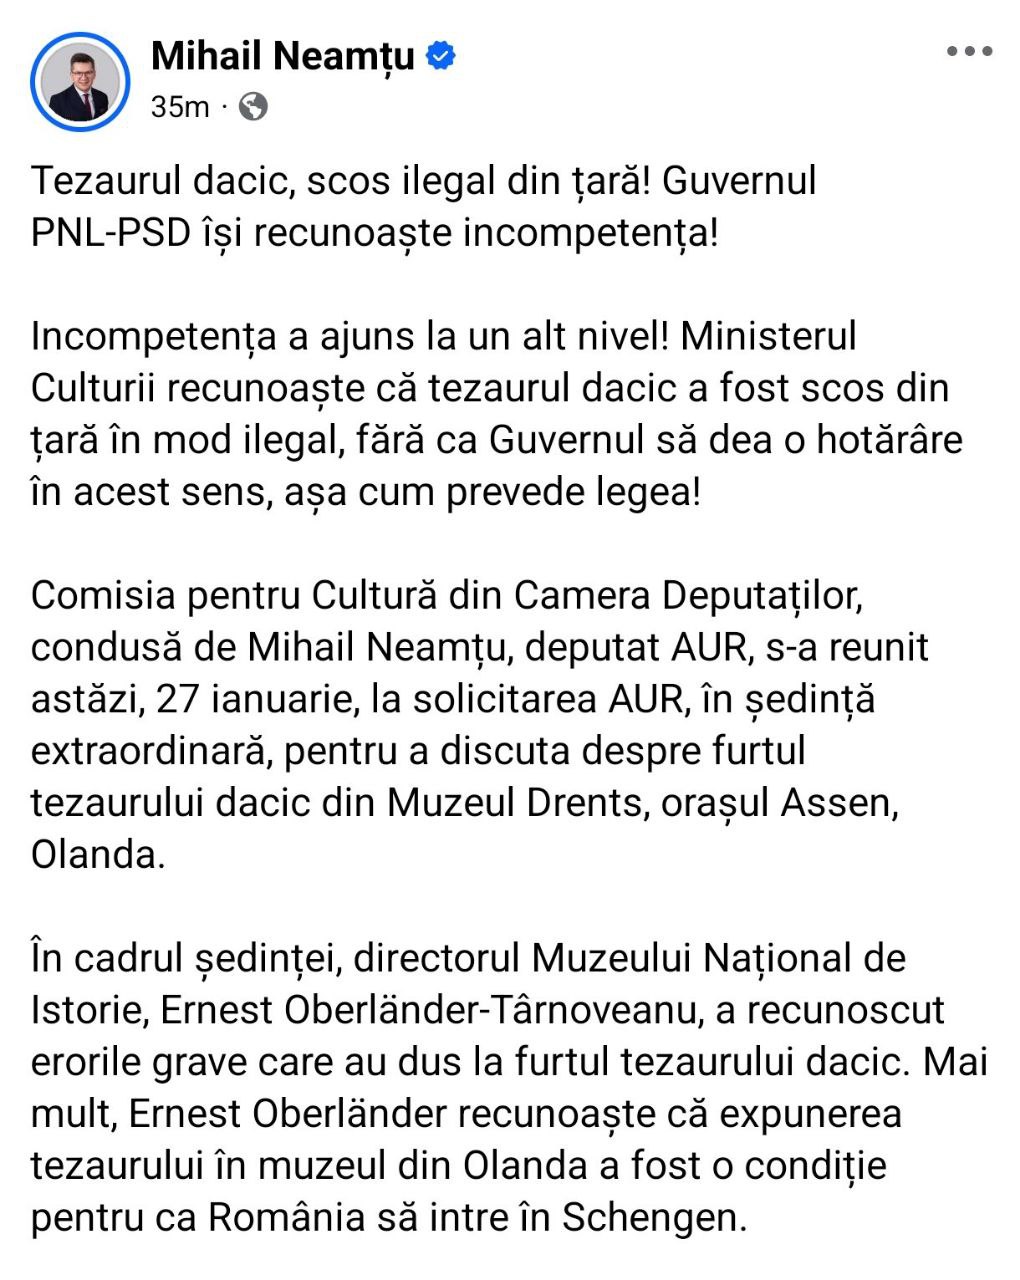 Mihail Neamțu
35m ·
Tezaurul dacic, scos ilegal din țară! Guvernul
PNL-PSD își recunoaște incompetența!
Incompetența a ajuns la un alt nivel! Ministerul
Culturii recunoaște că tezaurul dacic a fost scos din
țară în mod ilegal, fără ca Guvernul să dea o hotărâre
în acest sens, așa cum prevede legea!
Comisia pentru Cultură din Camera Deputaților,
condusă de Mihail Neamțu, deputat AUR, s-a reunit
astăzi, 27 ianuarie, la solicitarea AUR, în ședință
extraordinară, pentru a discuta despre furtul
tezaurului dacic din Muzeul Drents, orașul Assen,
Olanda.
În cadrul ședinței, directorul Muzeului Național de
Istorie, Ernest Oberländer-Târnoveanu, a recunoscut
erorile grave care au dus la furtul tezaurului dacic. Mai
mult, Ernest Oberländer recunoaște că expunerea
tezaurului în muzeul din Olanda a fost o condiție
pentru ca România să intre în Schengen.